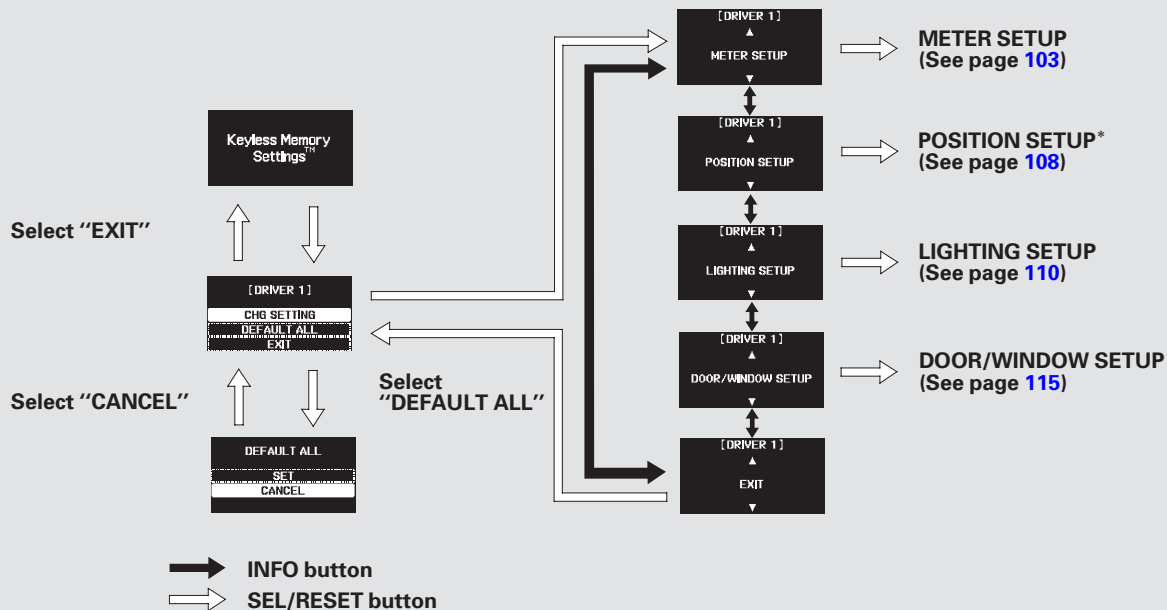 Keyless Memory
Settings™
Select "EXIT"
[DRIVER 1]
CHG SETTING
DEFAULT ALL
EXIT
Select "CANCEL"
Select
"DEFAULT ALL"
DEFAULT ALL
SET
CANCEL
[DRIVER 1]
▲
METER SETUP
▼
METER SETUP
(See page 103)
[DRIVER 1]
▲
POSITION SETUP
▼
POSITION SETUP*
(See page 108)
[DRIVER 1]
▲
LIGHTING SETUP
▼
LIGHTING SETUP
(See page 110)
[DRIVER 1]
▲
DOOR/WINDOW SETUP
▼
DOOR/WINDOW SETUP
(See page 115)
[DRIVER 1]
▲
EXIT
▼
INFO button
SEL/RESET button